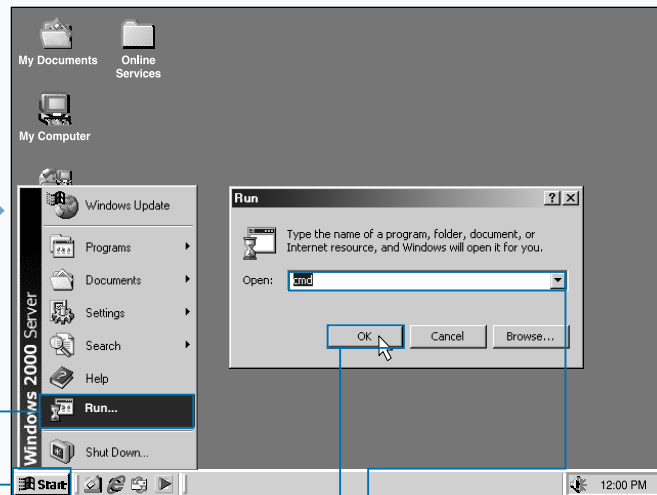 My Documents
Online
Services
My Computer
Windows Update
Programs
Documents
Settings
Search
Help
Run...
Shut Down...
Windows 2000 Server
Run
Type the name of a program, folder, document, or
Internet resource, and Windows will open it for you.
Open:
cmd
OK
Cancel
Browse...
Start
12:00 PM